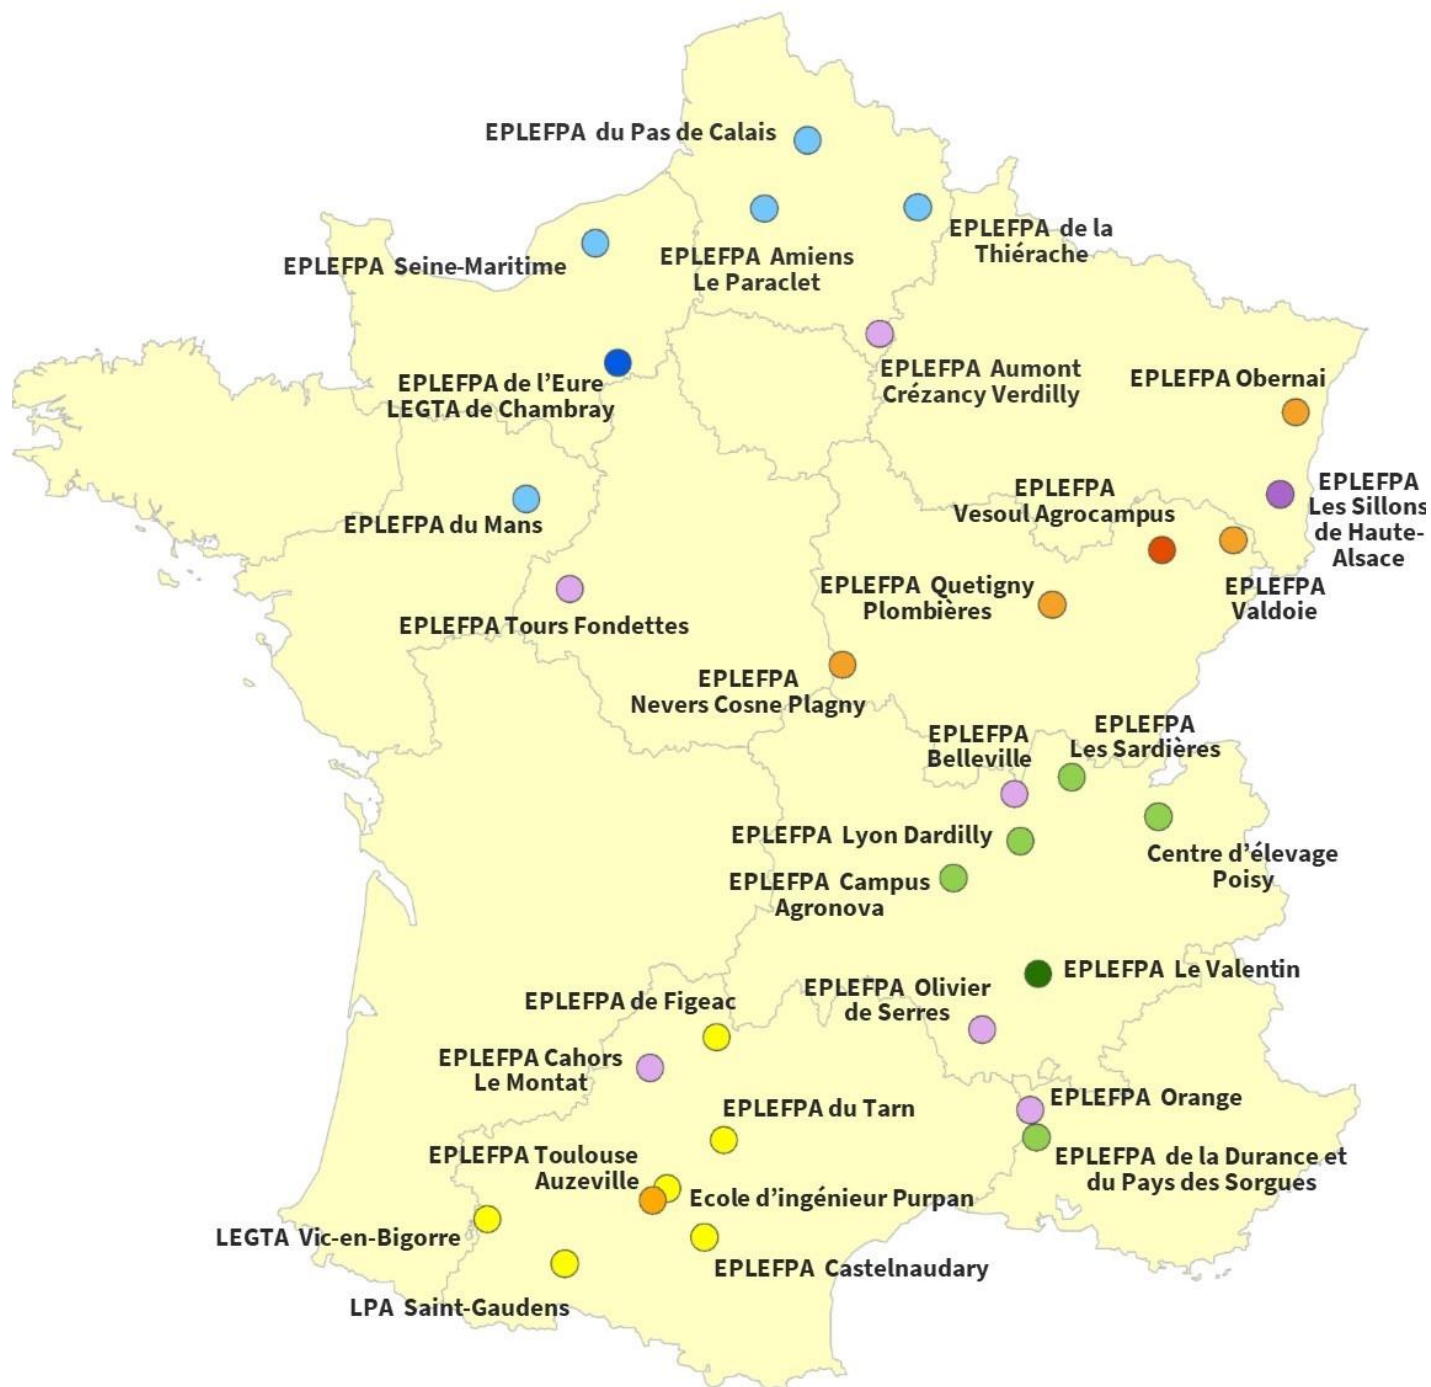 EPLEFPA du Pas de Calais
EPLEFPA de la
Thiérache
EPLEFPA Amiens
Le Paraclet
EPLEFPA Seine-Maritime
EPLEFPA Aumont
Crézancy Verdilly
EPLEFPA Obernai
EPLEFPA de l'Eure
LEGTA de Chambray
EPLEFPA
Les Sillons
de Haute-
Alsace
EPLEFPA
Vesoul Agrocampus
EPLEFPA du Mans
EPLEFPA
Valdoie
EPLEFPA Quetigny
Plombières
EPLEFPA Tours Fondettes
EPLEFPA
Nevers Cosne Plagny
EPLEFPA
Les Sardières
EPLEFPA
Belleville
EPLEFPA Lyon Dardilly
Centre d'élevage
Poisy
EPLEFPA Campus
Agronova
EPLEFPA Le Valentin
EPLEFPA Olivier
de Serres
EPLEFPA de Figeac
EPLEFPA Cahors
Le Montat
EPLEFPA Orange
EPLEFPA du Tarn
EPLEFPA de la Durance et
du Pays des Sorgues
EPLEFPA Toulouse
Auzeville
Ecole d'ingénieur Purpan
LEGTA Vic-en-Bigorre
EPLEFPA Castelnaudary
LPA Saint-Gaudens